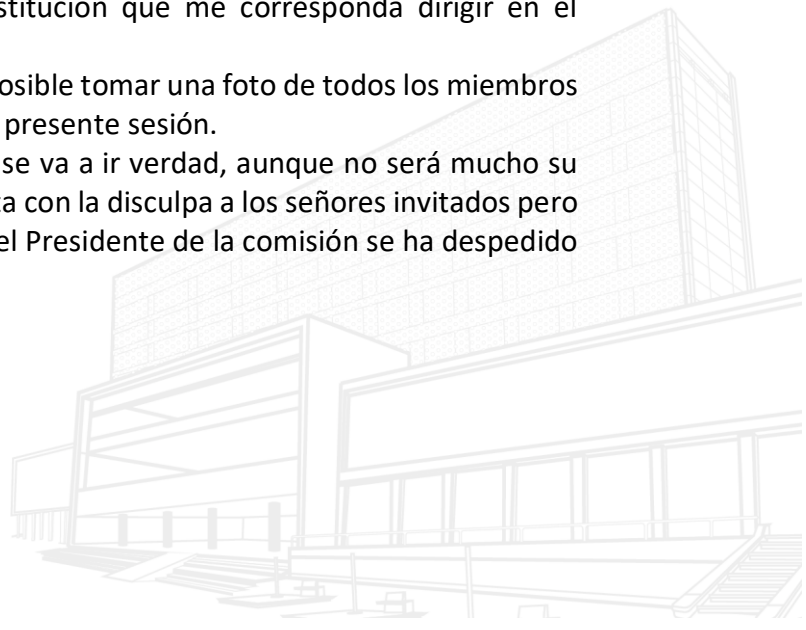 stitución que me corresponda dirigir en el
osible tomar una foto de todos los miembros
presente sesión.
se va a ir verdad, aunque no será mucho su
ta con la disculpa a los señores invitados pero
el Presidente de la comisión se ha despedido